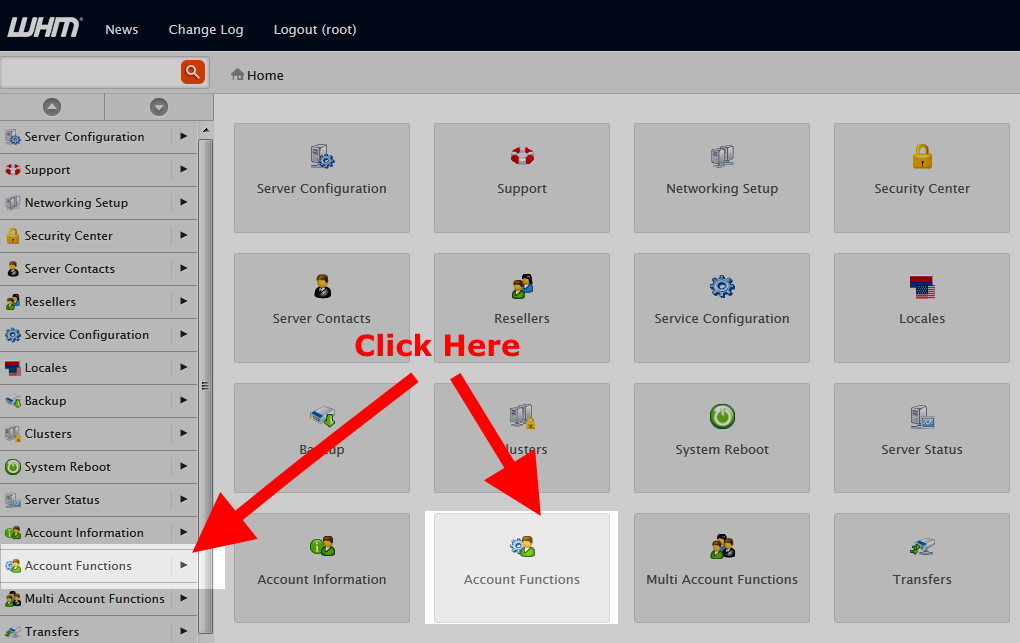 WHM
News
Change Log
Logout (root)
Home
Server Configuration
Support
Networking Setup
Security Center
Server Contacts
Resellers
Service Configuration
Locales
Backup
Clusters
System Reboot
Server Status
Account Information
Account Functions
Multi Account Functions
Transfers
Server Configuration
Support
Networking Setup
Security Center
Server Contacts
Resellers
Service Configuration
Locales
Click Here
Backup
Clusters
System Reboot
Server Status
Account Information
Account Functions
Multi Account Functions
Transfers